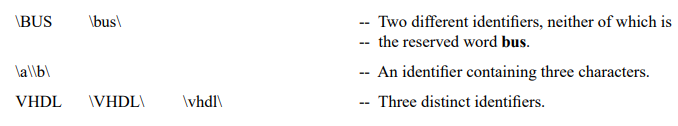 \BUS \bus\ -- Two different identifiers, neither of which is
-- the reserved word bus.
\a\\b\ -- An identifier containing three characters.
VHDL \VHDL\ \vhdl\ -- Three distinct identifiers.